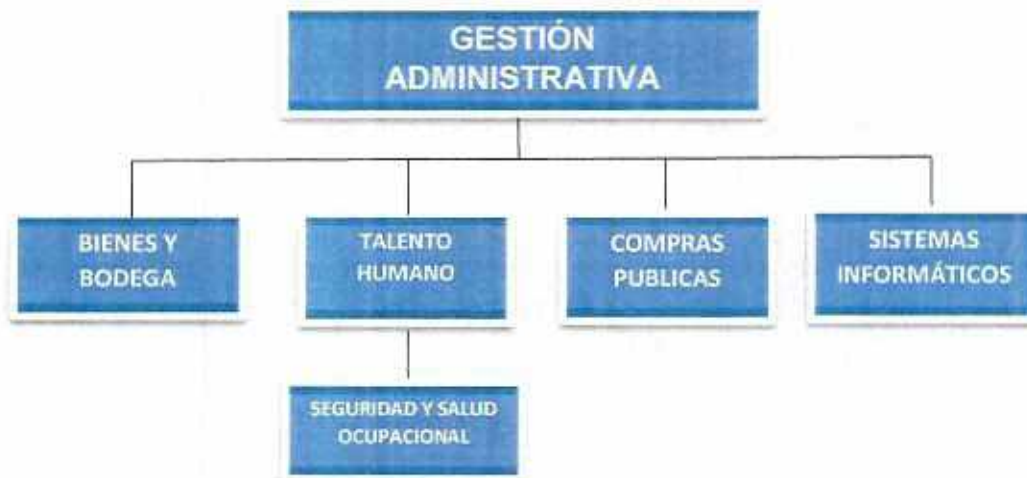 GESTIÓN
ADMINISTRATIVA
BIENES Y
BODEGA
TALENTO
HUMANO
COMPRAS
PUBLICAS
SISTEMAS
INFORMÁTICOS
SEGURIDAD Y SALUD
OCUPACIONAL